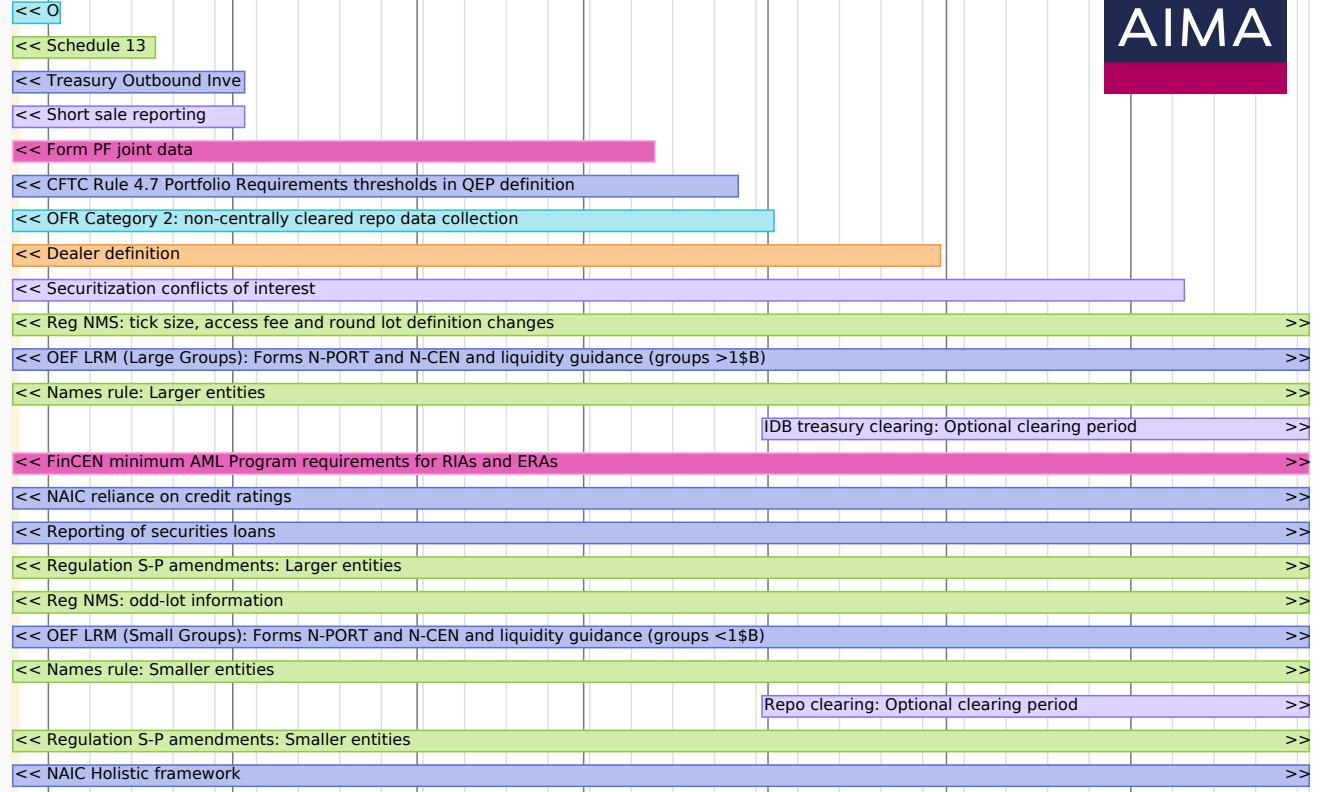 << O
AIMA
<< Schedule 13
<< Treasury Outbound Inve
<< Short sale reporting
<< Form PF joint data
<< CFTC Rule 4.7 Portfolio Requirements thresholds in QEP definition
<< OFR Category 2: non-centrally cleared repo data collection
<< Dealer definition
<< Securitization conflicts of interest
<< Reg NMS: tick size, access fee and round lot definition changes >>
<< OEF LRM (Large Groups): Forms N-PORT and N-CEN and liquidity guidance (groups >1$B) >>
<< Names rule: Larger entities >>
IDB treasury clearing: Optional clearing period >>
<< FinCEN minimum AML Program requirements for RIAs and ERAs >>
<< NAIC reliance on credit ratings >>
<< Reporting of securities loans >>
<< Regulation S-P amendments: Larger entities >>
<< Reg NMS: odd-lot information >>
<< OEF LRM (Small Groups): Forms N-PORT and N-CEN and liquidity guidance (groups <1$B) >>
<< Names rule: Smaller entities >>
Repo clearing: Optional clearing period >>
<< Regulation S-P amendments: Smaller entities >>
<< NAIC Holistic framework >>